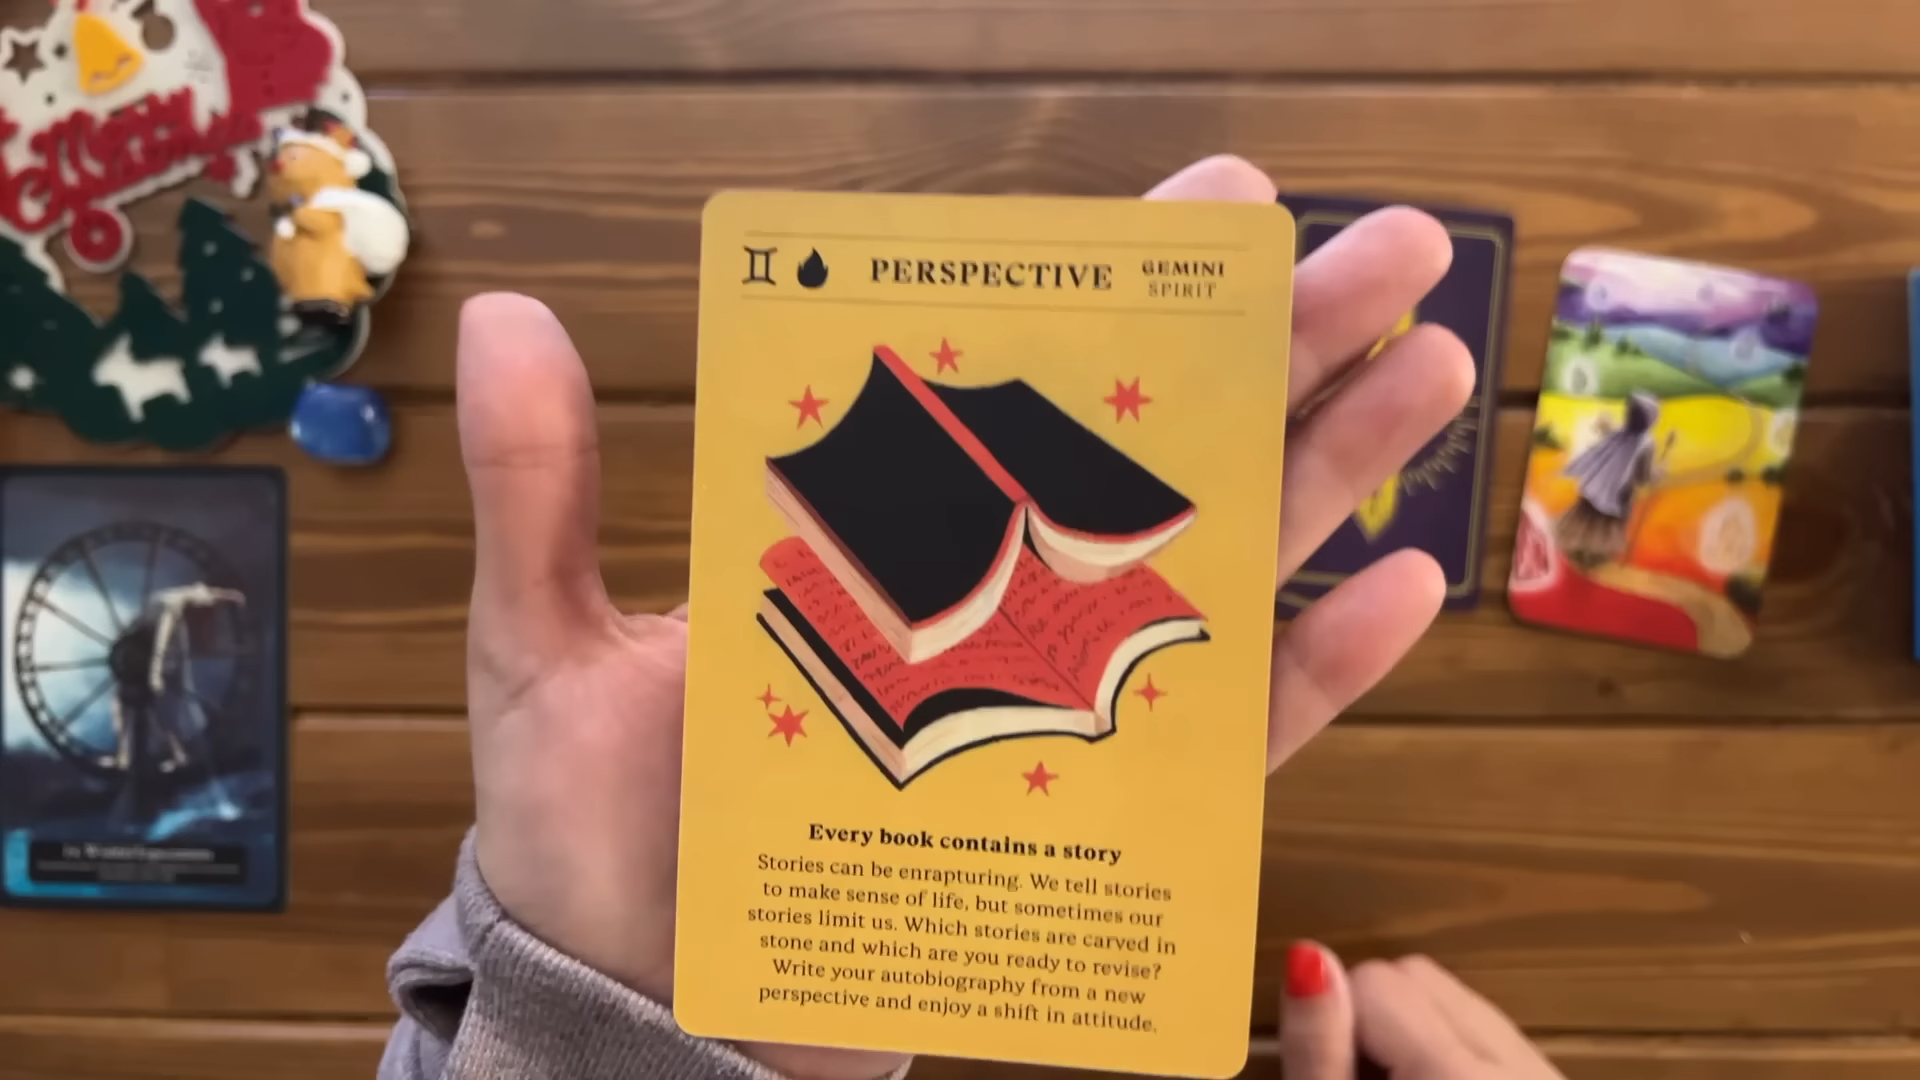 Merry
PERSPECTIVE
GEMINI
SPIRIT
Every book contains a story
Stories can be enrapturing. We tell stories
to make sense of life, but sometimes our
stories limit us. Which stories are carved in
stone and which are you ready to revise?
Write your autobiography from a new
perspective and enjoy a shift in attitude.